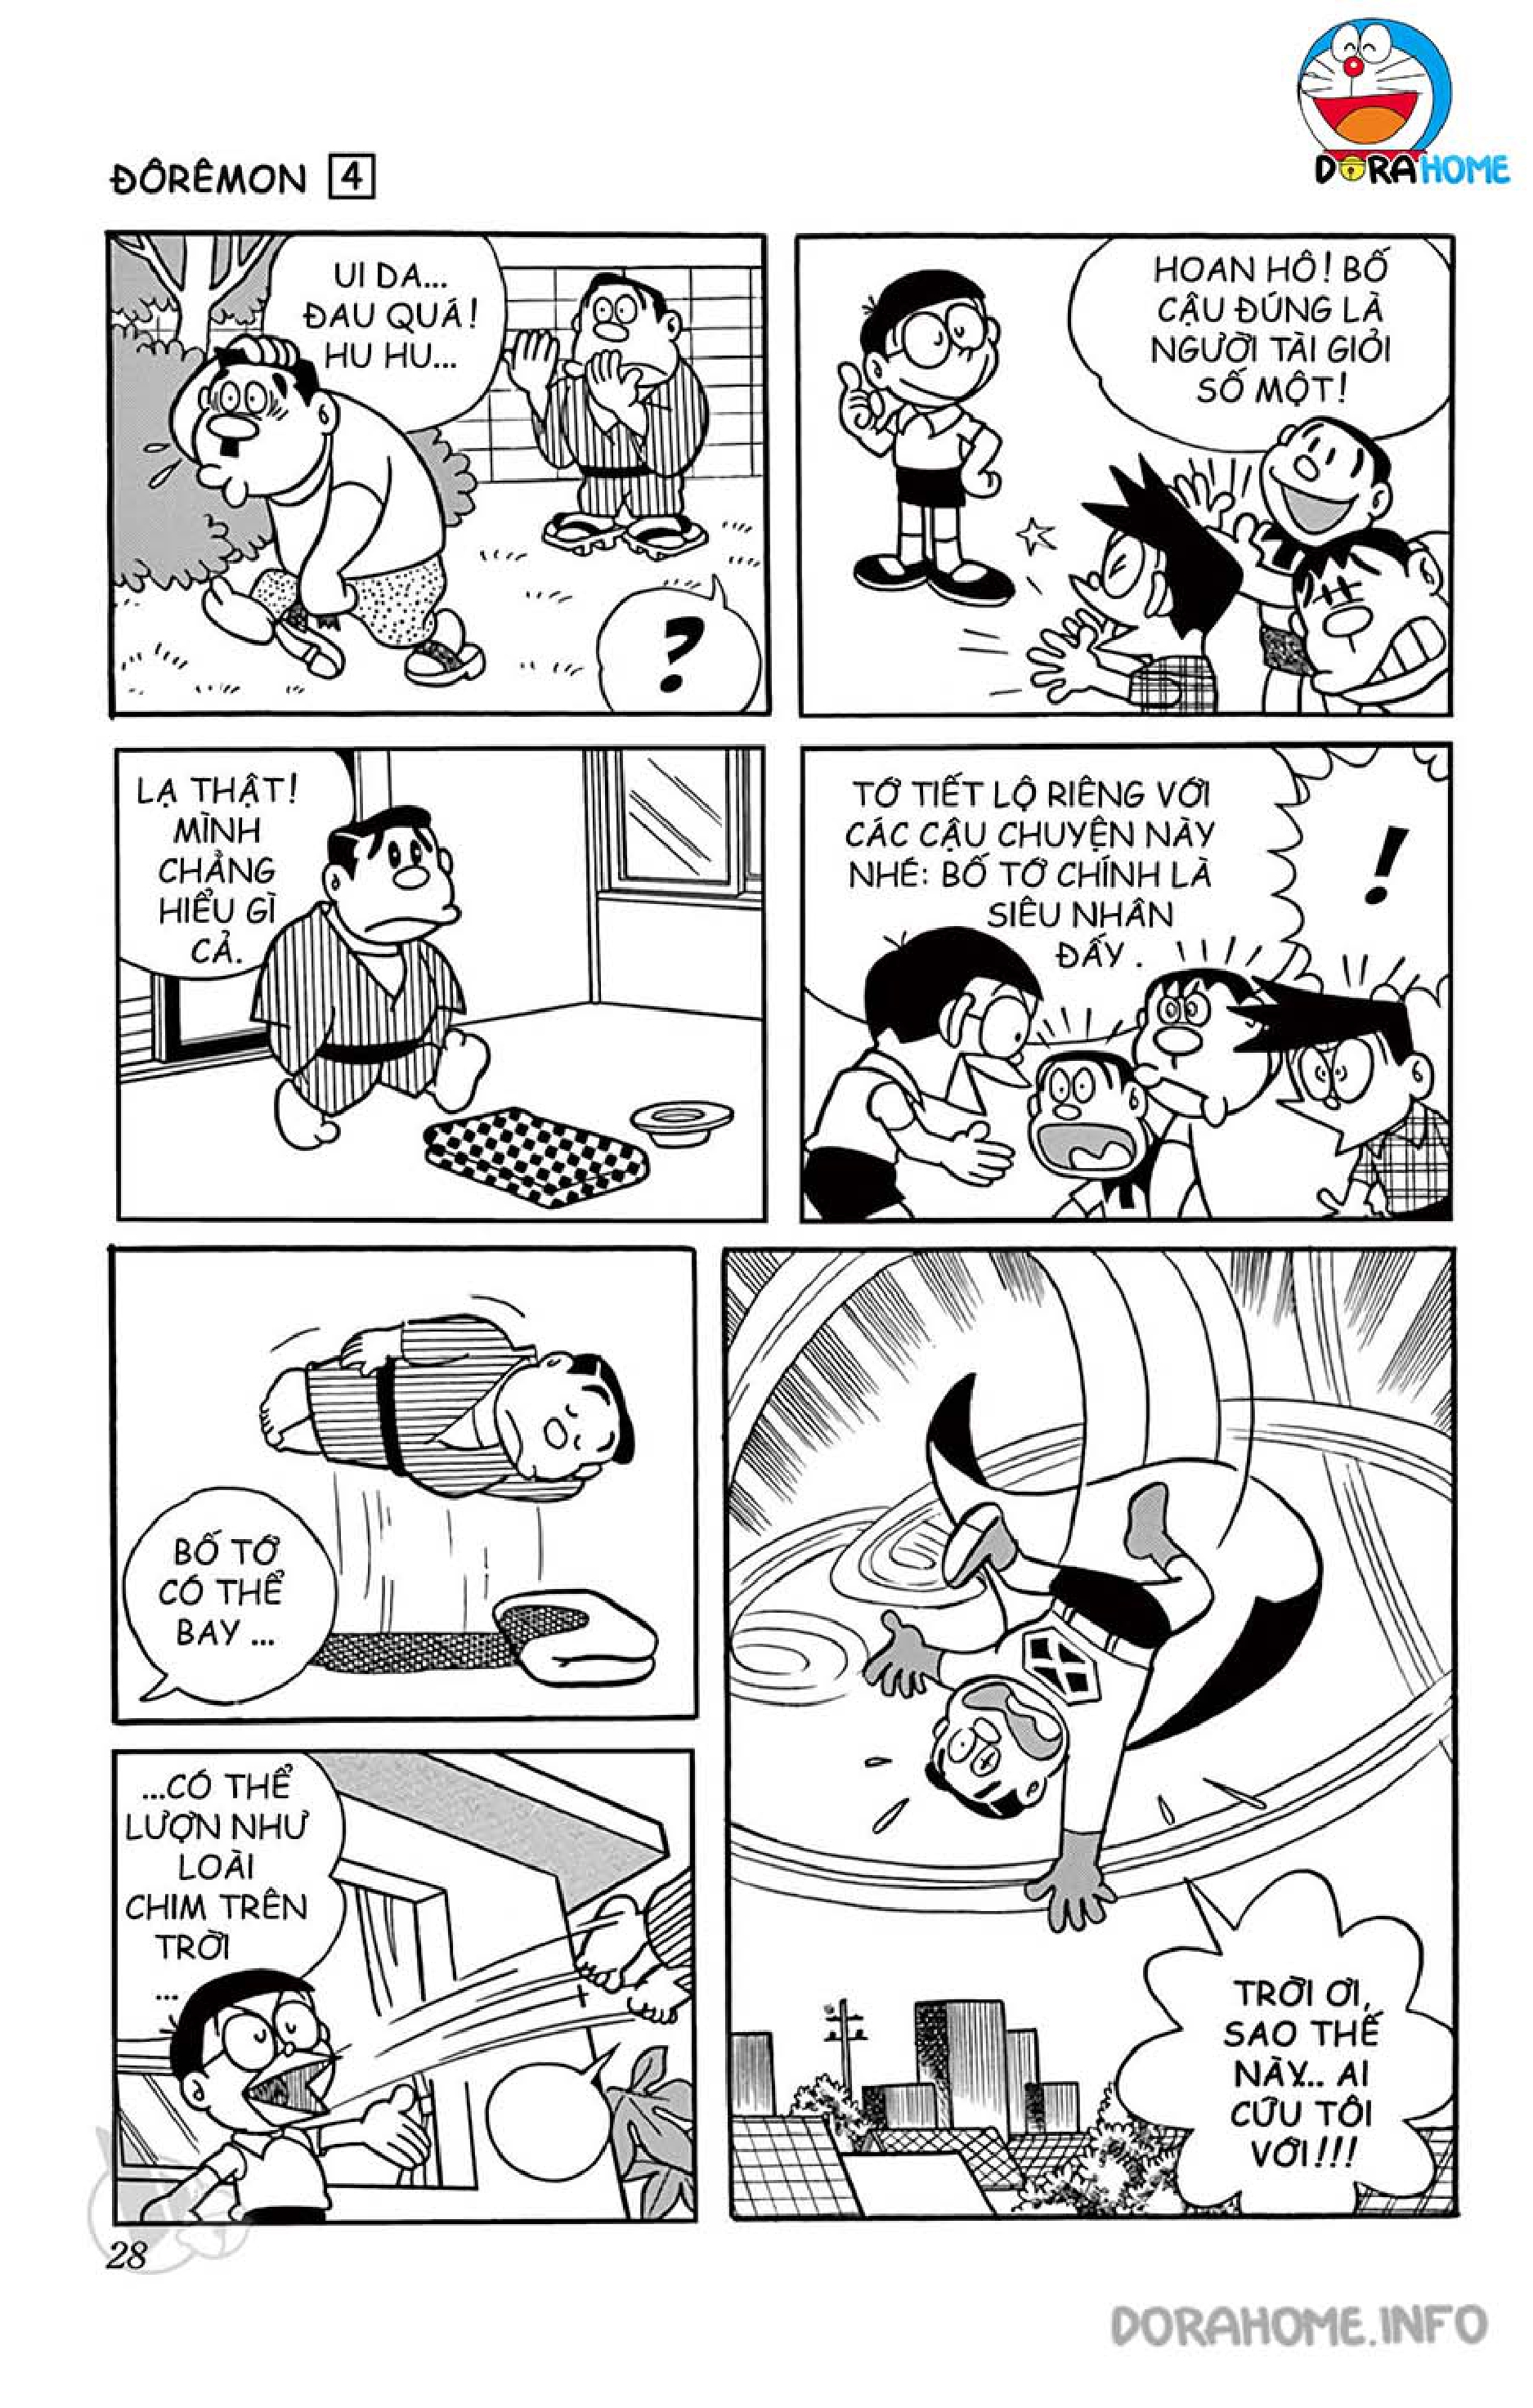 DORAHOME
ĐÔRÊMON 4
UI DA...
ĐAU QUÁ!
HU HU...
?
HOAN HÔ! BỐ
CẬU ĐÚNG LÀ
NGƯỜI TÀI GIỎI
SỐ MỘT!
LẠ THẬT!
MÌNH
CHẲNG
HIỂU GÌ
CẢ.
TỚ TIẾT LỘ RIÊNG VỚI
CÁC CẬU CHUYỆN NÀY
NHÉ: BỐ TỚ CHÍNH LÀ
SIÊU NHÂN
ĐẤY.
!
BỐ TỚ
CÓ THỂ
BAY ...
...CÓ THỂ
LƯỢN NHƯ
LOÀI
CHIM TRÊN
TRỜI
...
TRỜI ƠI,
SAO THẾ
NÀY... AI
CỨU TÔI
VỚI!!!
28
DORAHOME.INFO